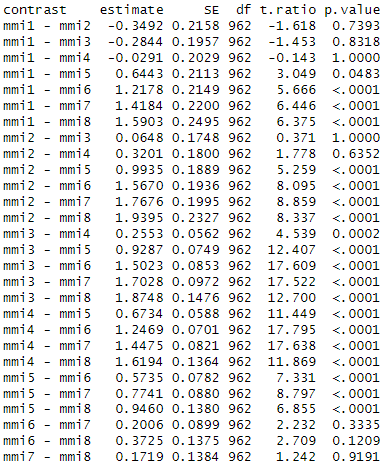 contrast estimate SE df t.ratio p.value
mmi1 - mmi2 -0.3492 0.2158 962 -1.618 0.7393
mmi1 - mmi3 -0.2844 0.1957 962 -1.453 0.8318
mmi1 - mmi4 -0.0291 0.2029 962 -0.143 1.0000
mmi1 - mmi5 0.6443 0.2113 962 3.049 0.0483
mmi1 - mmi6 1.2178 0.2149 962 5.666 <.0001
mmi1 - mmi7 1.4184 0.2200 962 6.446 <.0001
mmi1 - mmi8 1.5903 0.2495 962 6.375 <.0001
mmi2 - mmi3 0.0648 0.1748 962 0.371 1.0000
mmi2 - mmi4 0.3201 0.1800 962 1.778 0.6352
mmi2 - mmi5 0.9935 0.1889 962 5.259 <.0001
mmi2 - mmi6 1.5670 0.1936 962 8.095 <.0001
mmi2 - mmi7 1.7676 0.1995 962 8.859 <.0001
mmi2 - mmi8 1.9395 0.2327 962 8.337 <.0001
mmi3 - mmi4 0.2553 0.0562 962 4.539 0.0002
mmi3 - mmi5 0.9287 0.0749 962 12.407 <.0001
mmi3 - mmi6 1.5023 0.0853 962 17.609 <.0001
mmi3 - mmi7 1.7028 0.0972 962 17.522 <.0001
mmi3 - mmi8 1.8748 0.1476 962 12.700 <.0001
mmi4 - mmi5 0.6734 0.0588 962 11.449 <.0001
mmi4 - mmi6 1.2469 0.0701 962 17.795 <.0001
mmi4 - mmi7 1.4475 0.0821 962 17.638 <.0001
mmi4 - mmi8 1.6194 0.1364 962 11.869 <.0001
mmi5 - mmi6 0.5735 0.0782 962 7.331 <.0001
mmi5 - mmi7 0.7741 0.0880 962 8.797 <.0001
mmi5 - mmi8 0.9460 0.1380 962 6.855 <.0001
mmi6 - mmi7 0.2006 0.0899 962 2.232 0.3335
mmi6 - mmi8 0.3725 0.1375 962 2.709 0.1209
mmi7 - mmi8 0.1719 0.1384 962 1.242 0.9191